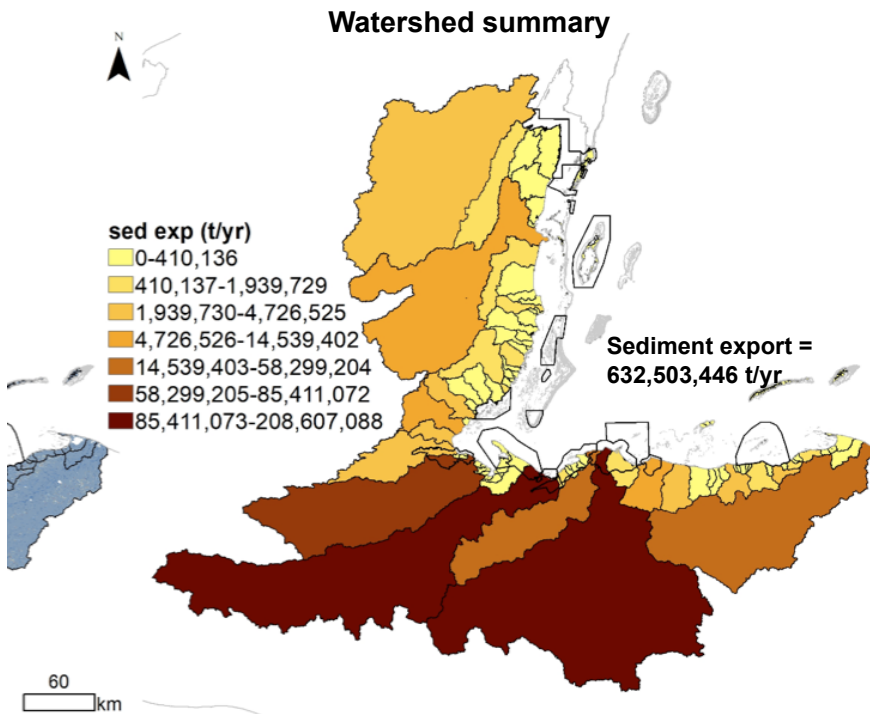 Watershed summary
N
sed exp (t/yr)
0-410,136
410,137-1,939,729
1,939,730-4,726,525
4,726,526-14,539,402
14,539,403-58,299,204
58,299,205-85,411,072
85,411,073-208,607,088
Sediment export =
632,503,446 t/yr
60
km